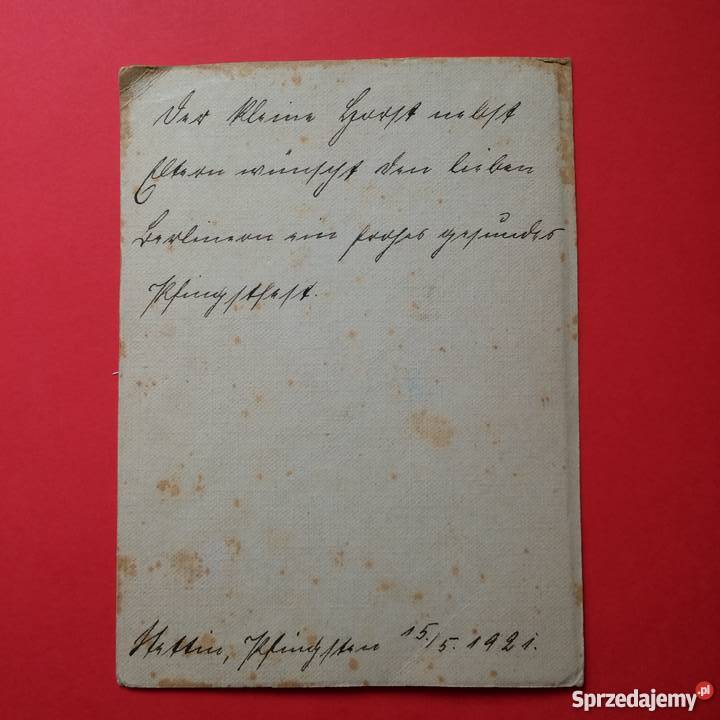 Der kleine Horst nebst
Eltern wünscht den lieben
Berlinern ein frohes gesundes
Pfingstfest.
Stettin, Pfingsten 15/5. 1921.
Sprzedajemy.pl